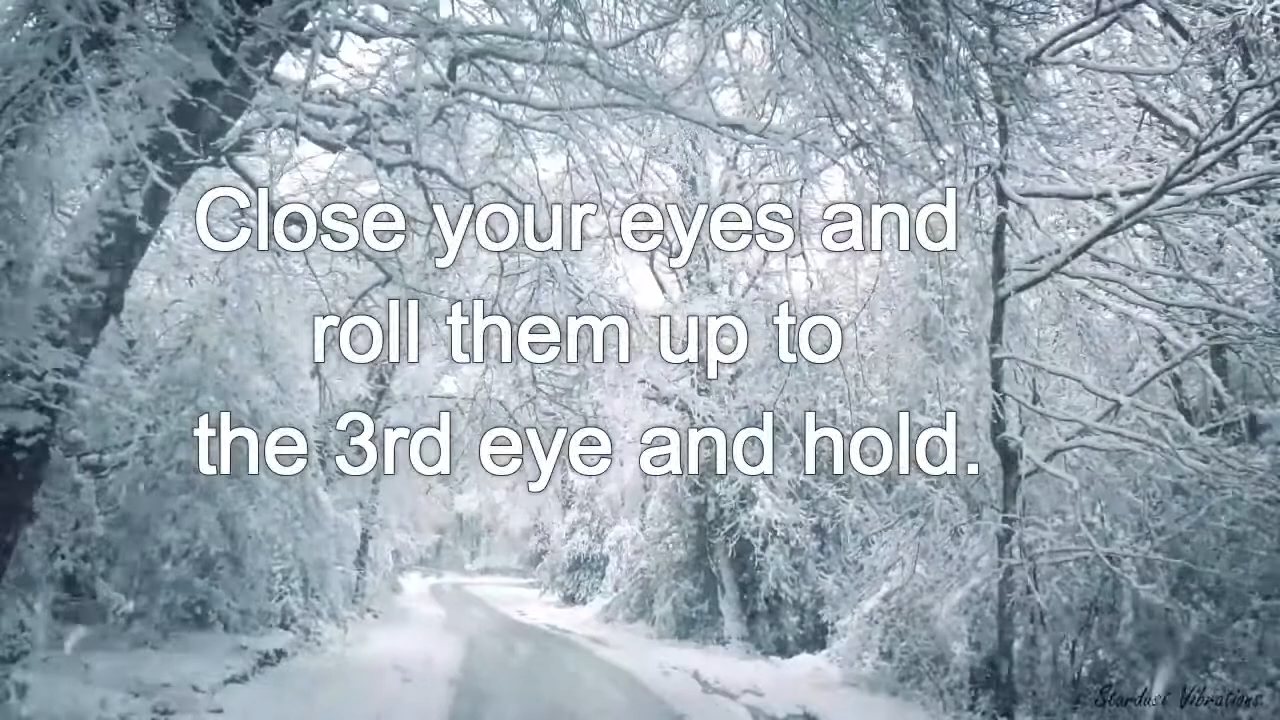 Close your eyes and
roll them up to
the 3rd eye and hold.
Stardust Vibrations